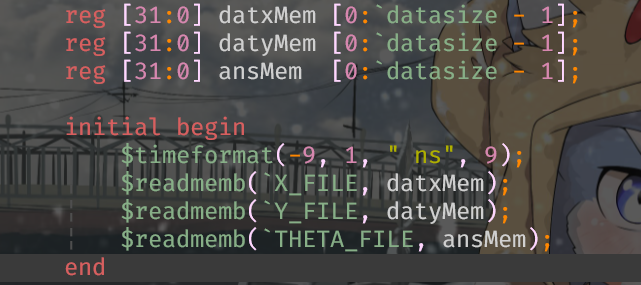 reg [31:0] datxMem [0:`datasize - 1];
reg [31:0] datyMem [0:`datasize - 1];
reg [31:0] ansMem  [0:`datasize - 1];
initial begin
$timeformat(-9, 1, " ns", 9);
$readmemb(`X_FILE, datxMem);
$readmemb(`Y_FILE, datyMem);
$readmemb(`THETA_FILE, ansMem);
end